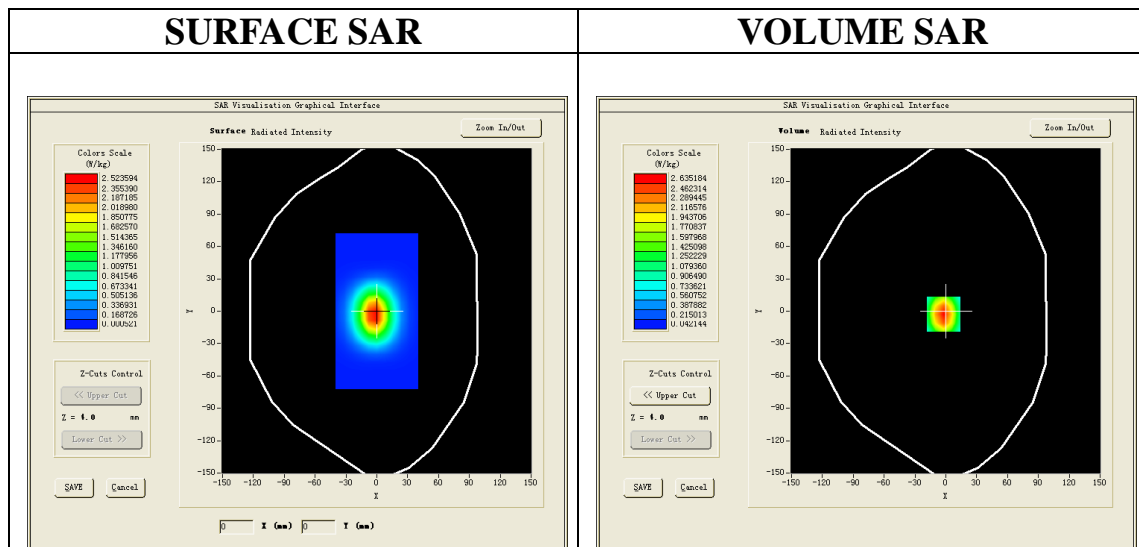 SURFACE SAR
VOLUME SAR
SAR Visualisation Graphical Interface
Surface Radiated Intensity
Zoom In/Out
Colors Scale
(W/kg)
2.523594
2.355390
2.187185
2.018980
1.850775
1.682570
1.514365
1.346160
1.177956
1.009751
0.841546
0.673341
0.505136
0.336931
0.168726
0.000521
Z-Cuts Control
<< Upper Cut
Z = 4.0 mm
Lower Cut >>
SAVE
Cancel
150
120
90
60
30
0
-30
-60
-90
-120
-150
Y
-150 -120 -90 -60 -30 0 30 60 90 120 150
X
0 X (mm) 0 Y (mm)
SAR Visualisation Graphical Interface
Volume Radiated Intensity
Zoom In/Out
Colors Scale
(W/kg)
2.635184
2.462314
2.289445
2.116576
1.943706
1.770837
1.597968
1.425098
1.252229
1.079360
0.906490
0.733621
0.560752
0.387882
0.215013
0.042144
Z-Cuts Control
<< Upper Cut
Z = 4.0 mm
Lower Cut >>
SAVE
Cancel
150
120
90
60
30
0
-30
-60
-90
-120
-150
Y
-150 -120 -90 -60 -30 0 30 60 90 120 150
X